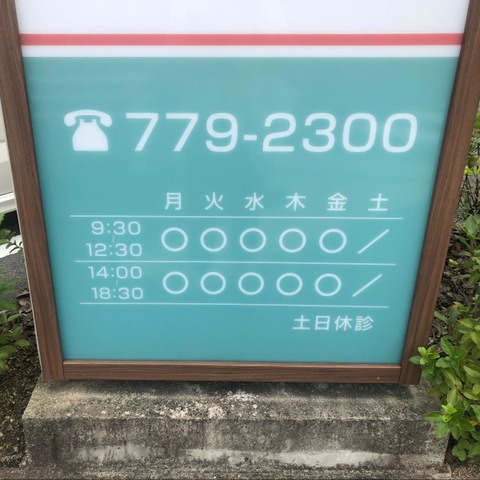 ☎779-2300
月 火 水 木 金 土
9:30
12:30 ○ ○ ○ ○ ○ ／
14:00
18:30 ○ ○ ○ ○ ○ ／
土日休診